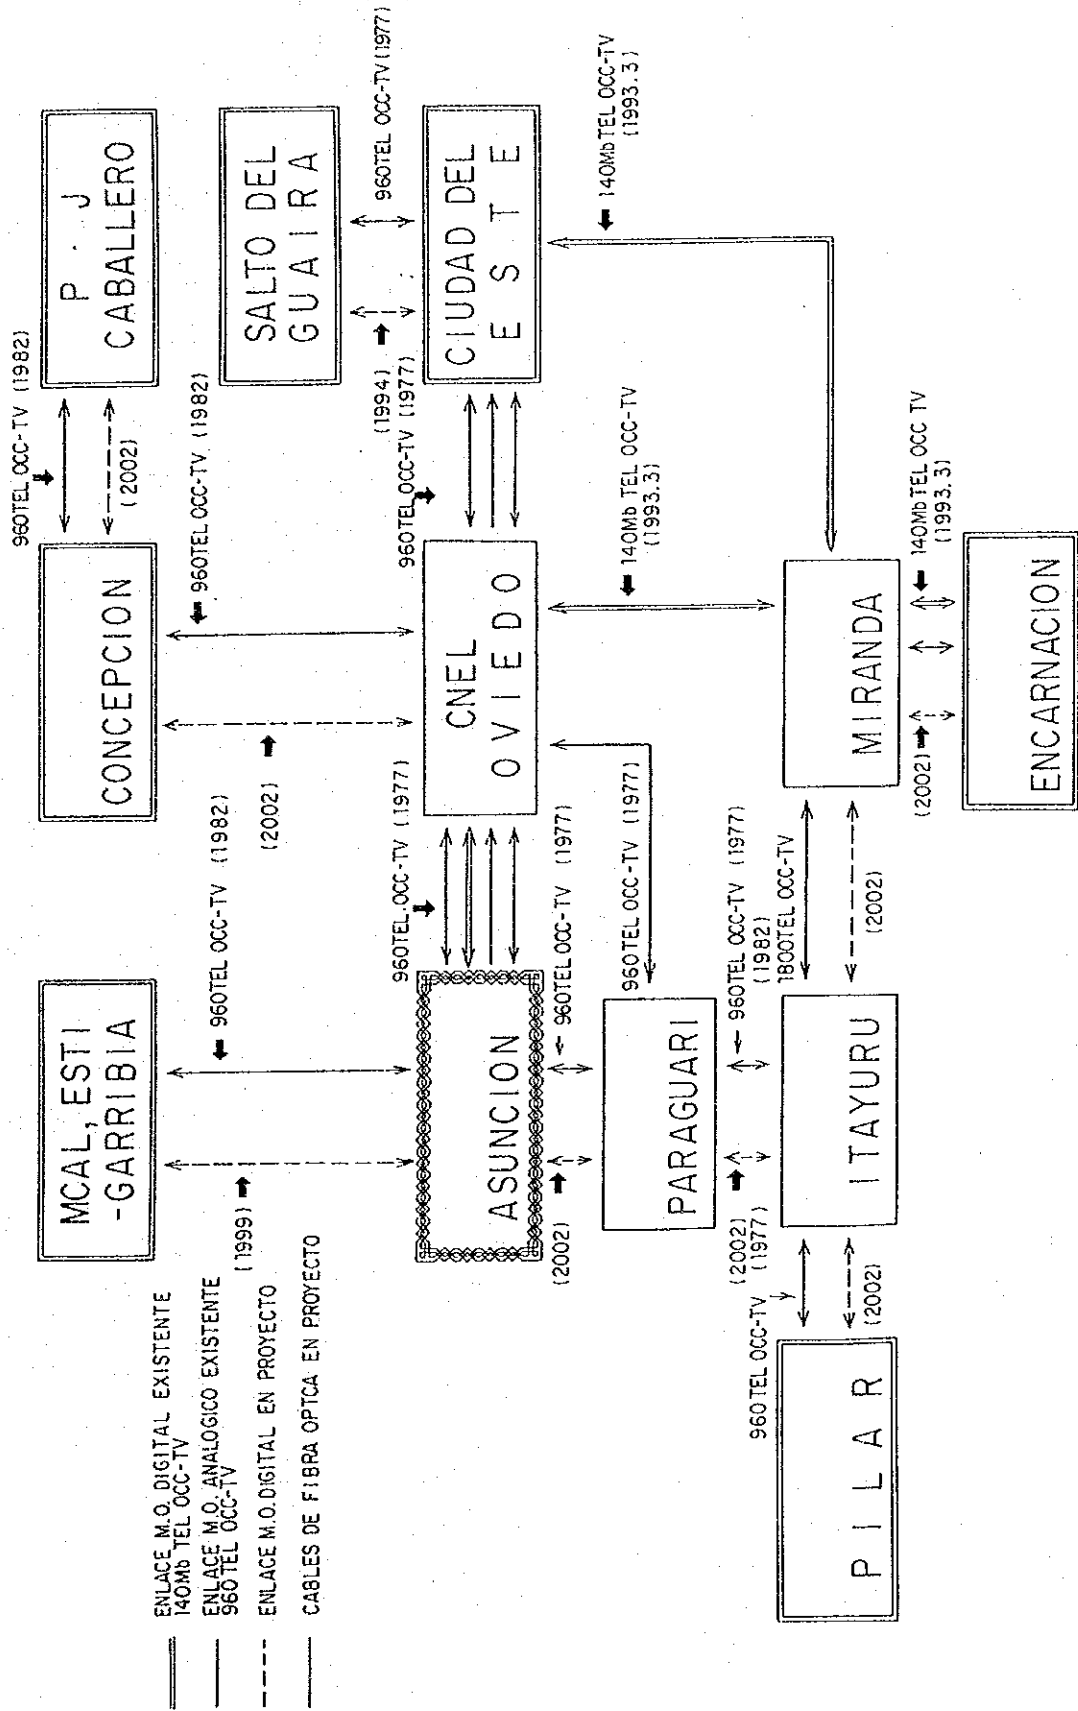 ENLACE M.O. DIGITAL EXISTENTE
140Mb TEL OCC-TV
ENLACE M.O. ANALOGICO EXISTENTE
960TEL OCC-TV
ENLACE M.O.DIGITAL EN PROYECTO
CABLES DE FIBRA OPTCA EN PROYECTO
MCAL, ESTI
-GARRIBIA
960TEL OCC-TV (1982)
(1999)
CONCEPCION
960TEL OCC-TV (1982)
(2002)
960TEL OCC-TV (1982)
(2002)
P. J
CABALLERO
SALTO DEL
GUAIRA
960TEL OCC-TV (1977)
(1994)
ASUNCION
960TEL.OCC-TV (1977)
CNEL
OVIEDO
960TEL OCC-TV (1977)
CIUDAD DEL
ESTE
(2002)
960TEL OCC-TV (1977)
960TEL OCC-TV (1977)
140Mb TEL OCC-TV
(1993.3)
140Mb TEL OCC-TV
(1993.3)
PARAGUARI
(2002)
960TEL OCC-TV (1977)
(1982)
1800TEL OCC-TV
960TEL OCC-TV (1977)
PILAR
(2002)
ITAYURU
(2002)
MIRANDA
(2002)
140Mb TEL OCC TV
(1993.3)
ENCARNACION